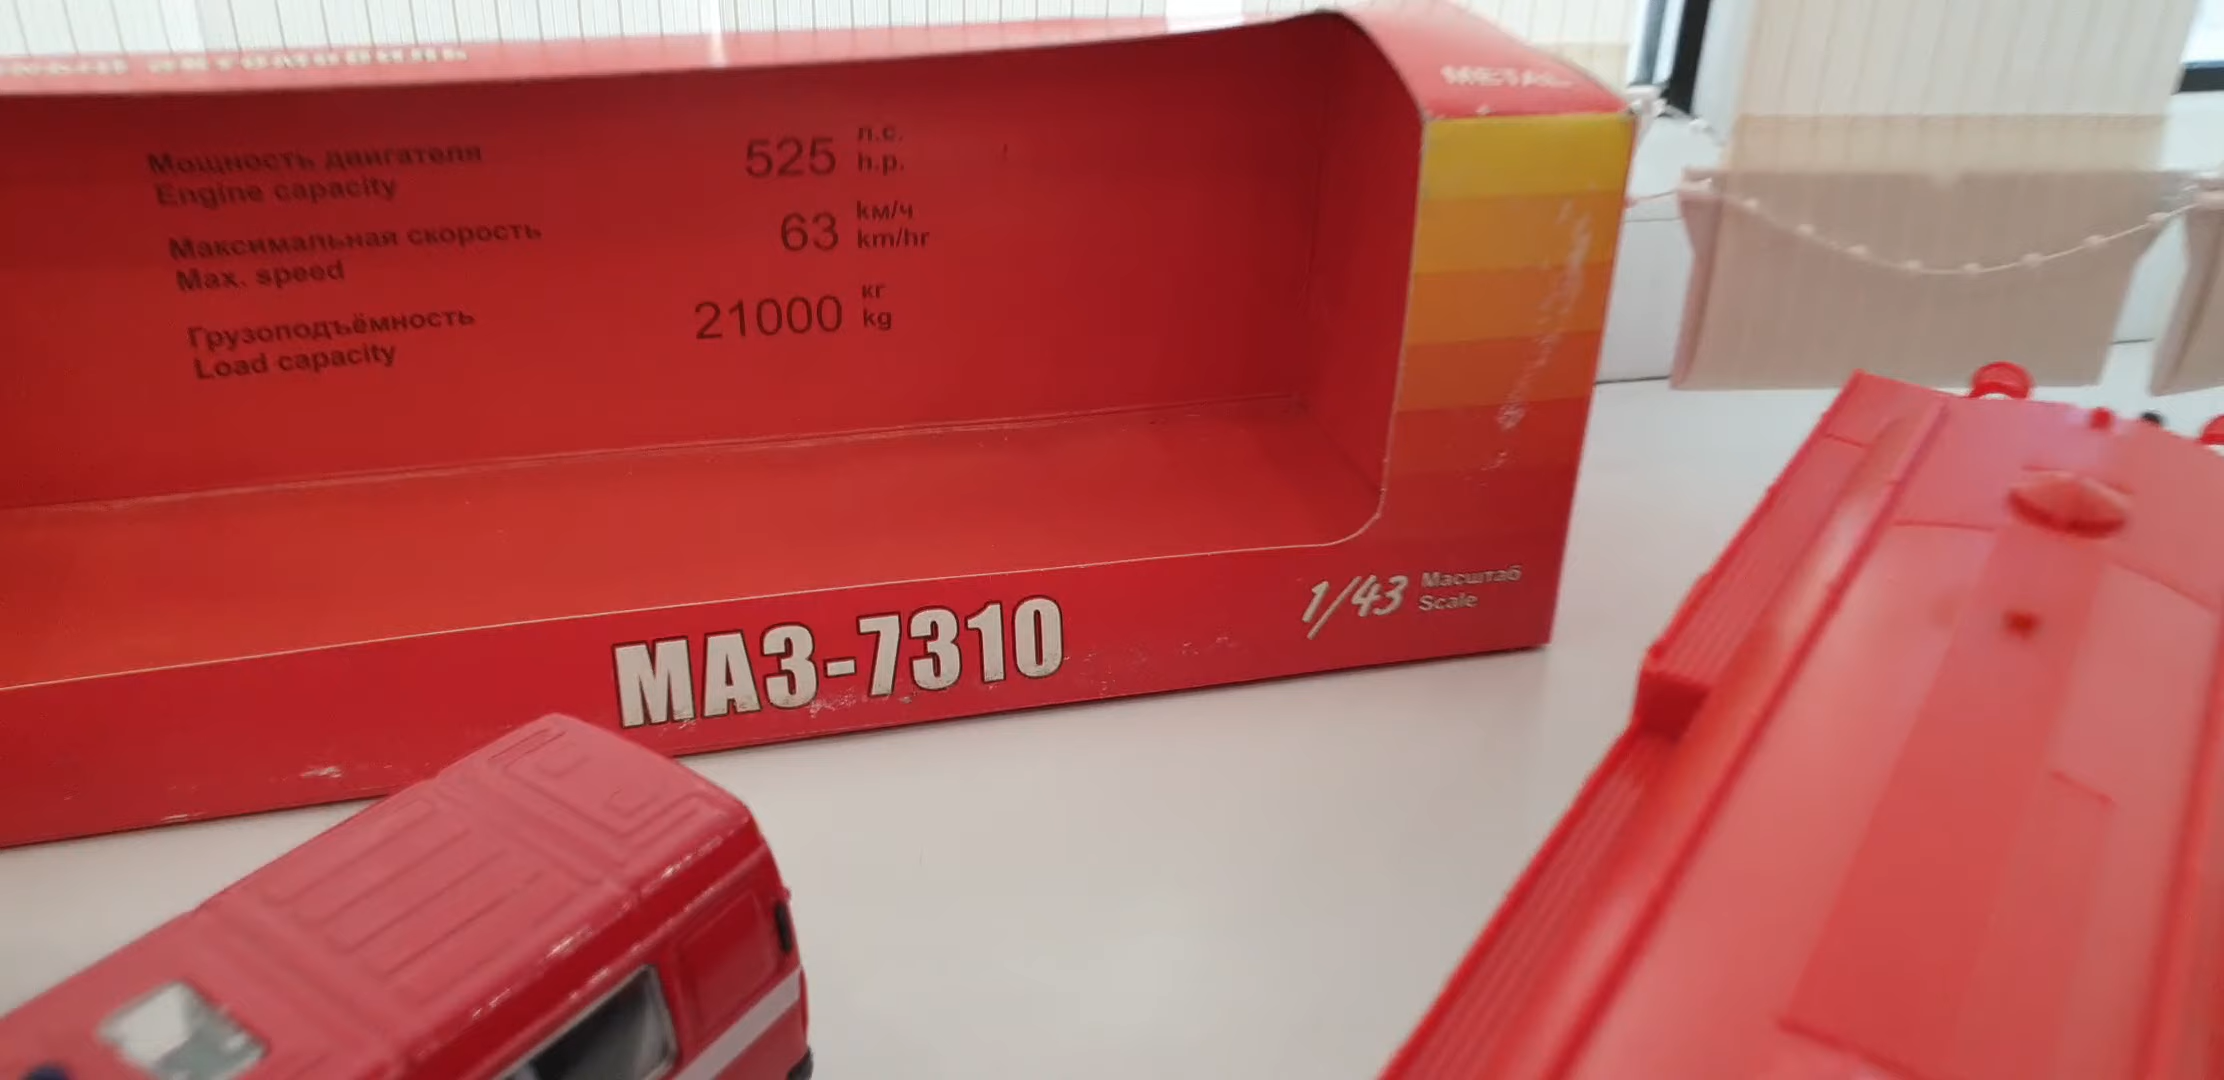 METAL
Мощность двигателя
Engine capacity
525 л.с.
h.p.
Максимальная скорость
Max. speed
63 км/ч
km/hr
Грузоподъёмность
Load capacity
21000 кг
kg
МАЗ-7310
1/43 Масштаб
Scale